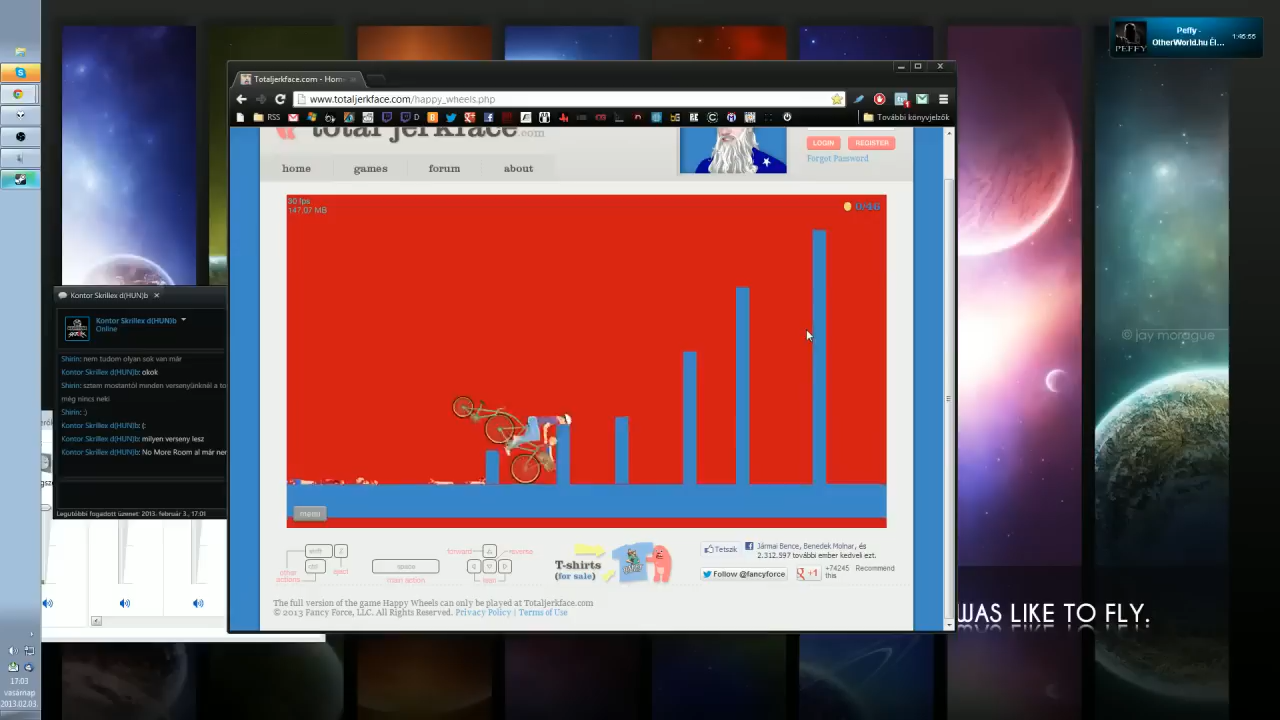 Peffy -
OtherWorld.hu Él...
1:46:55
PEFFY
Totaljerkface.com - Hom
www.totaljerkface.com/happy_wheels.php
RSS
További könyvjelzők
total jerkface.com
LOGIN
REGISTER
Forgot Password
home
games
forum
about
30 fps
147.07 MB
menu
Kontor Skrillex d(HUN)b
Kontor Skrillex d(HUN)b
Online
Shirin: nem tudom olyan sok van már
Kontor Skrillex d(HUN)b: okok
Shirin: sztem mostantól minden versenyünknél a to
még nincs neki
Shirin: :)
Kontor Skrillex d(HUN)b: (:
Kontor Skrillex d(HUN)b: milyen verseny lesz
Kontor Skrillex d(HUN)b: No More Room al már ner
Legutóbbi fogadott üzenet: 2013. február 3., 17:01
© jay moraque
shift
Z
ctrl
eject
other
actions
space
main action
forward
reverse
lean
T-shirts
(for sale)
Tetszik
Jármai Bence, Benedek Molnar, és
2.312.597 további ember kedveli ezt.
Follow @fancyforce
+1
+74245 Recommend
this
The full version of the game Happy Wheels can only be played at Totaljerkface.com
© 2013 Fancy Force, LLC. All Rights Reserved. Privacy Policy | Terms of Use
WAS LIKE TO FLY.
17:03
vasárnap
2013.02.03.